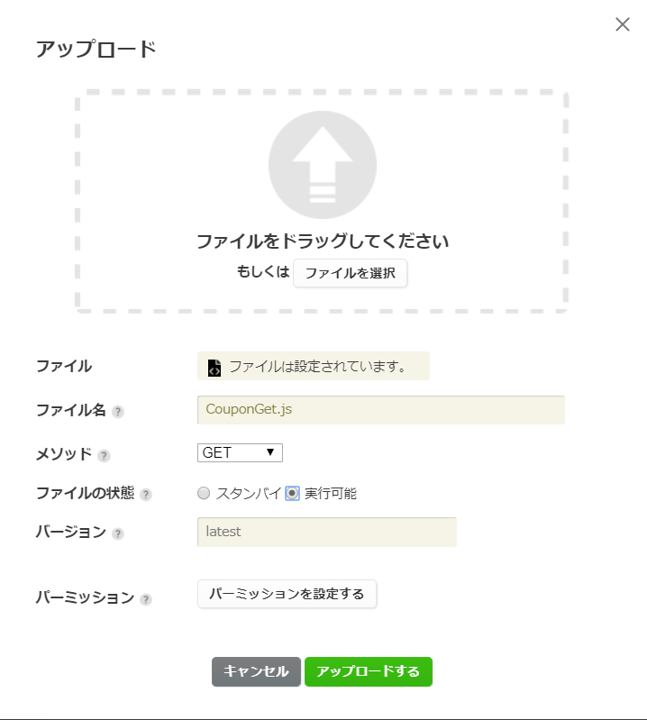 アップロード
ファイルをドラッグしてください
もしくは ファイルを選択
ファイル ファイルは設定されています。
ファイル名 ? CouponGet.js
メソッド ? GET
ファイルの状態 ? スタンバイ 実行可能
バージョン ? latest
パーミッション ? パーミッションを設定する
キャンセル アップロードする